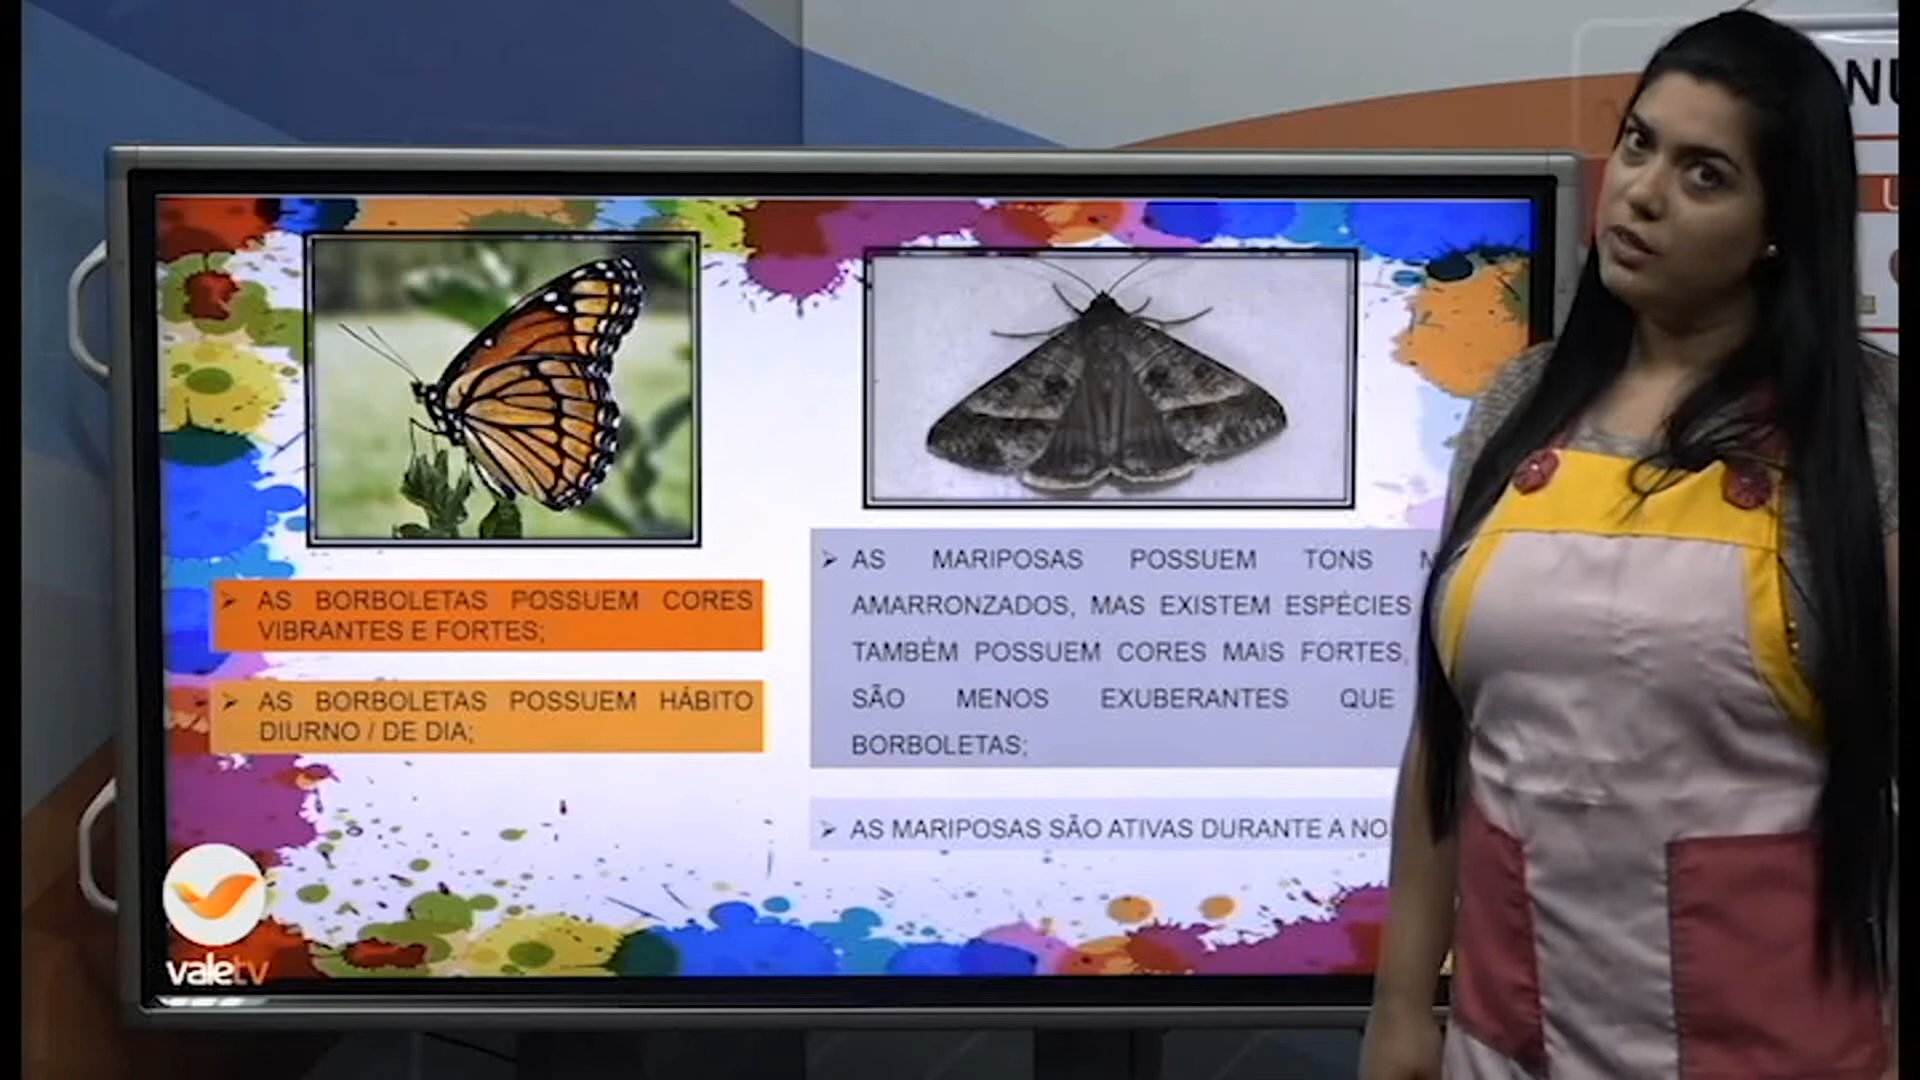 NU
U
➢ AS BORBOLETAS POSSUEM CORES
VIBRANTES E FORTES;
➢ AS BORBOLETAS POSSUEM HÁBITO
DIURNO / DE DIA;
➢ AS MARIPOSAS POSSUEM TONS
AMARRONZADOS, MAS EXISTEM ESPÉCIES
TAMBÉM POSSUEM CORES MAIS FORTES,
SÃO MENOS EXUBERANTES QUE
BORBOLETAS;
➢ AS MARIPOSAS SÃO ATIVAS DURANTE A NO
valetv